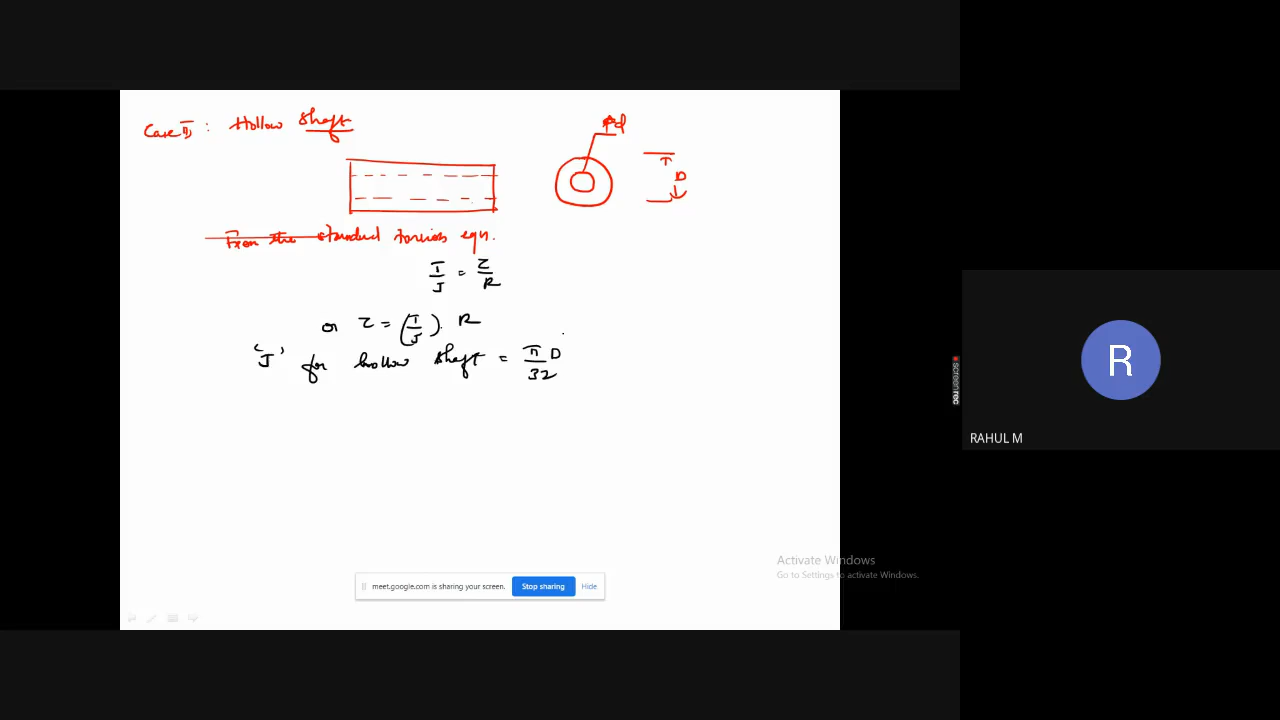 Case II : Hollow Shaft
φd
D
From the standard torsion eqn.
T/J = τ/R
or τ = (T/J). R
'J' for hollow shaft = π/32 D
screenrec
R
RAHUL M
Activate Windows
Go to Settings to activate Windows.
meet.google.com is sharing your screen. Stop sharing Hide